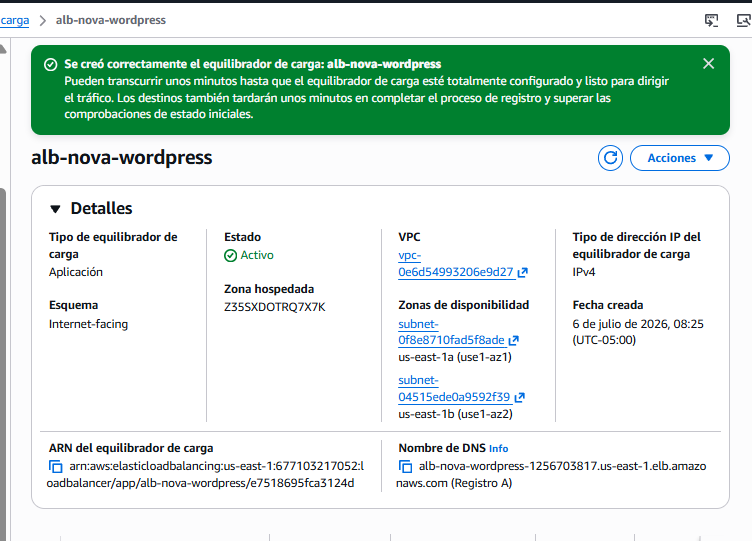 carga > alb-nova-wordpress
Se creó correctamente el equilibrador de carga: alb-nova-wordpress
Pueden transcurrir unos minutos hasta que el equilibrador de carga esté totalmente configurado y listo para dirigir
el tráfico. Los destinos también tardarán unos minutos en completar el proceso de registro y superar las
comprobaciones de estado iniciales.
alb-nova-wordpress
Acciones
Detalles
Tipo de equilibrador de
carga
Aplicación
Esquema
Internet-facing
Estado
Activo
Zona hospedada
Z35SXDOTRQ7X7K
VPC
vpc-
0e6d54993206e9d27
Zonas de disponibilidad
subnet-
0f8e8710fad5f8ade
us-east-1a (use1-az1)
subnet-
04515ede0a9592f39
us-east-1b (use1-az2)
Tipo de dirección IP del
equilibrador de carga
IPv4
Fecha creada
6 de julio de 2026, 08:25
(UTC-05:00)
ARN del equilibrador de carga
arn:aws:elasticloadbalancing:us-east-1:677103217052:l
oadbalancer/app/alb-nova-wordpress/e7518695fca3124d
Nombre de DNS Info
alb-nova-wordpress-1256703817.us-east-1.elb.amazo
naws.com (Registro A)